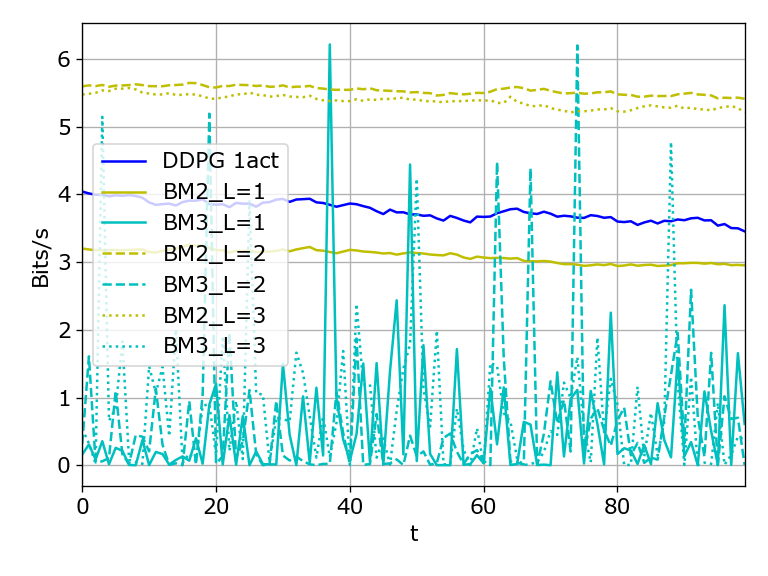 6
5
4
3
2
1
0
Bits/s
DDPG 1act
BM2_L=1
BM3_L=1
BM2_L=2
BM3_L=2
BM2_L=3
BM3_L=3
0 20 40 60 80
t